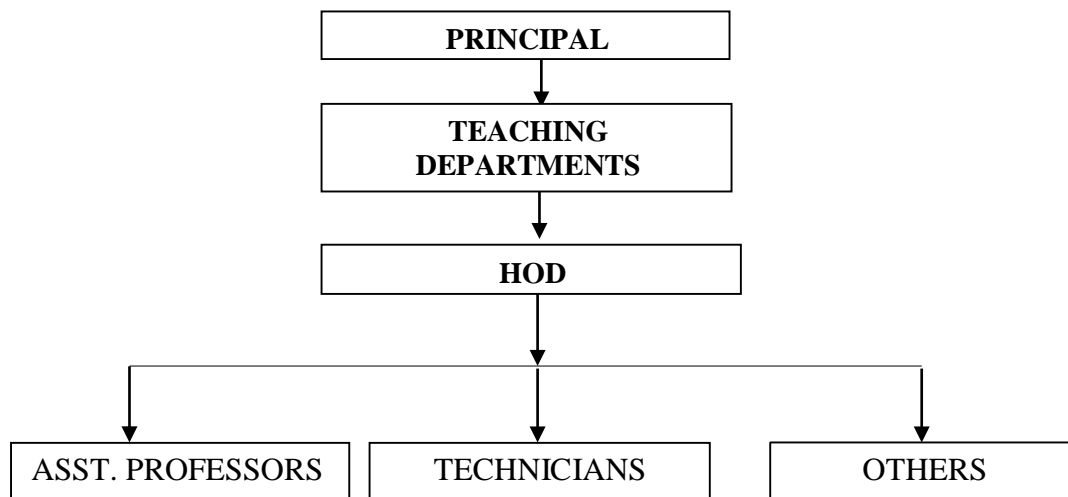 PRINCIPAL
TEACHING
DEPARTMENTS
HOD
ASST. PROFESSORS
TECHNICIANS
OTHERS